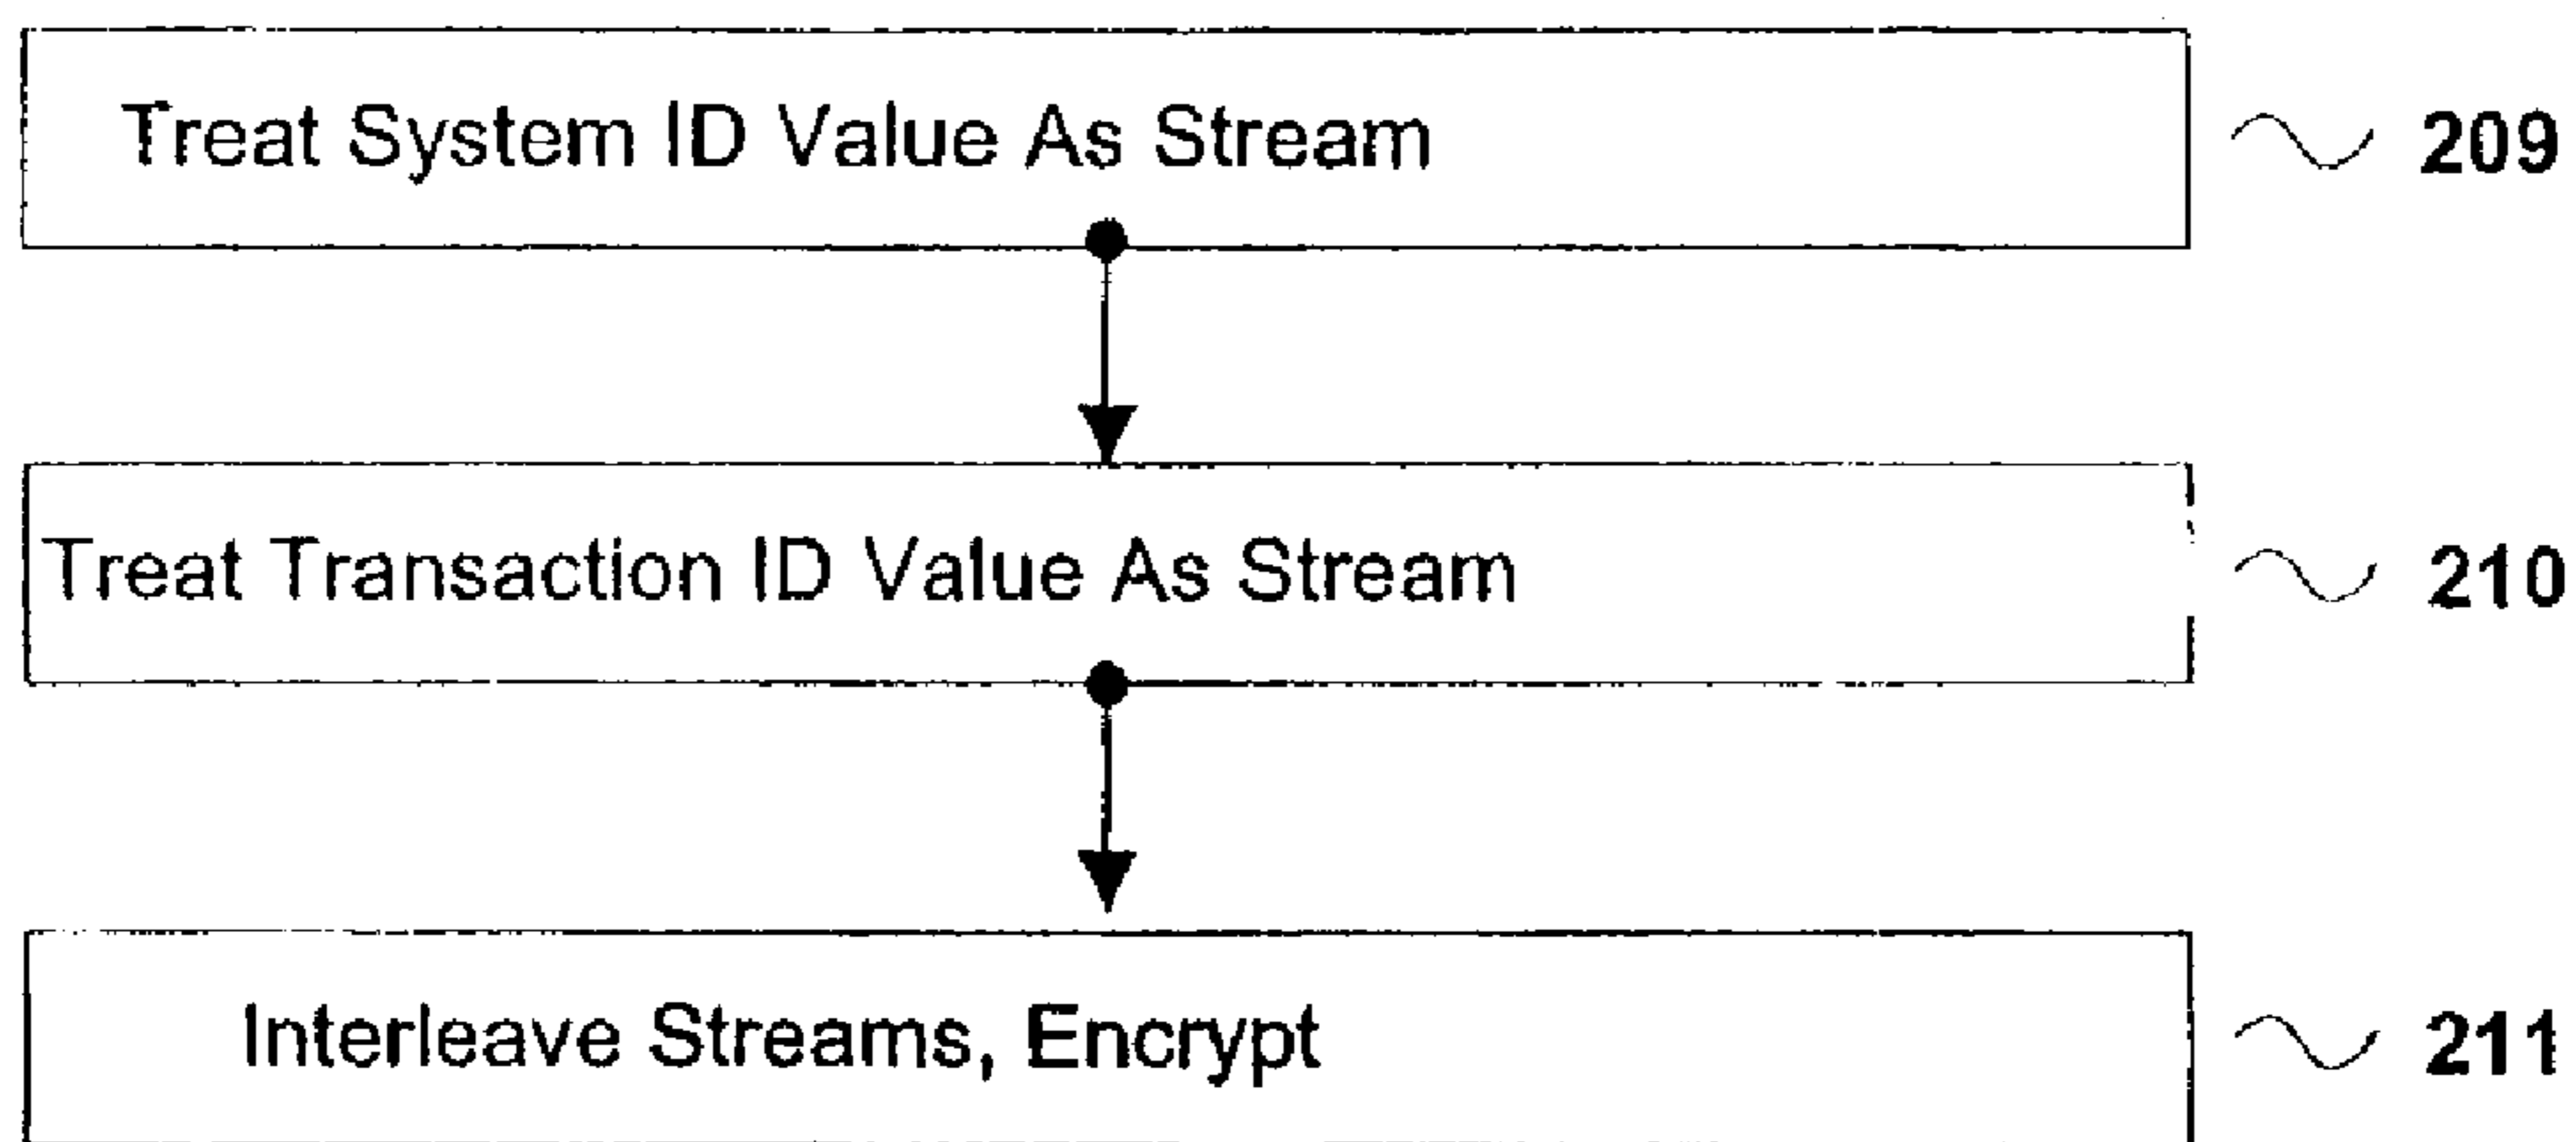 Treat System ID Value As Stream 209
Treat Transaction ID Value As Stream 210
Interleave Streams, Encrypt 211